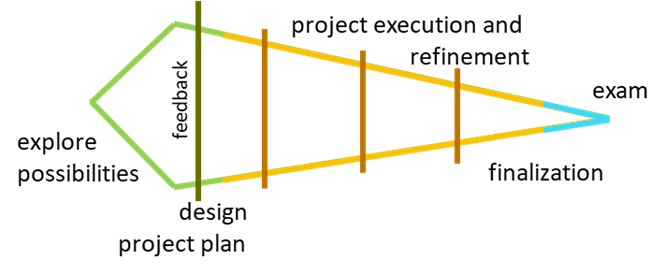 project execution and
refinement
exam
feedback
explore
possibilities
finalization
design
project plan